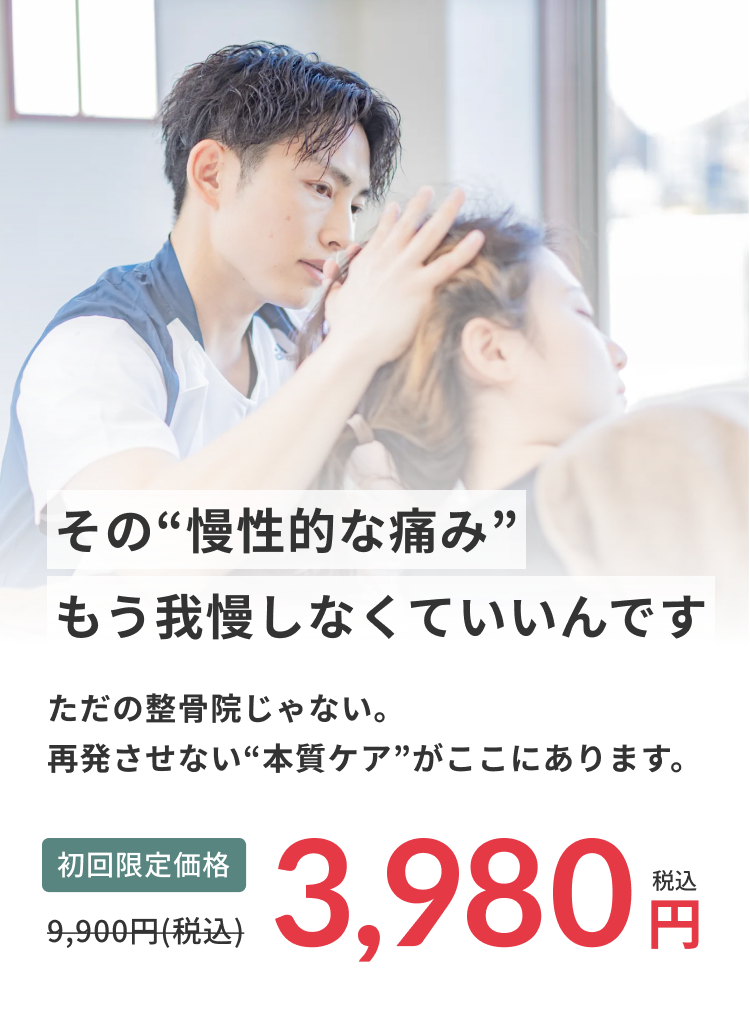 その“慢性的な痛み”
もう我慢しなくていいんです
ただの整骨院じゃない。
再発させない“本質ケア”がここにあります。
初回限定価格
9,900円(税込)
3,980
税込
円